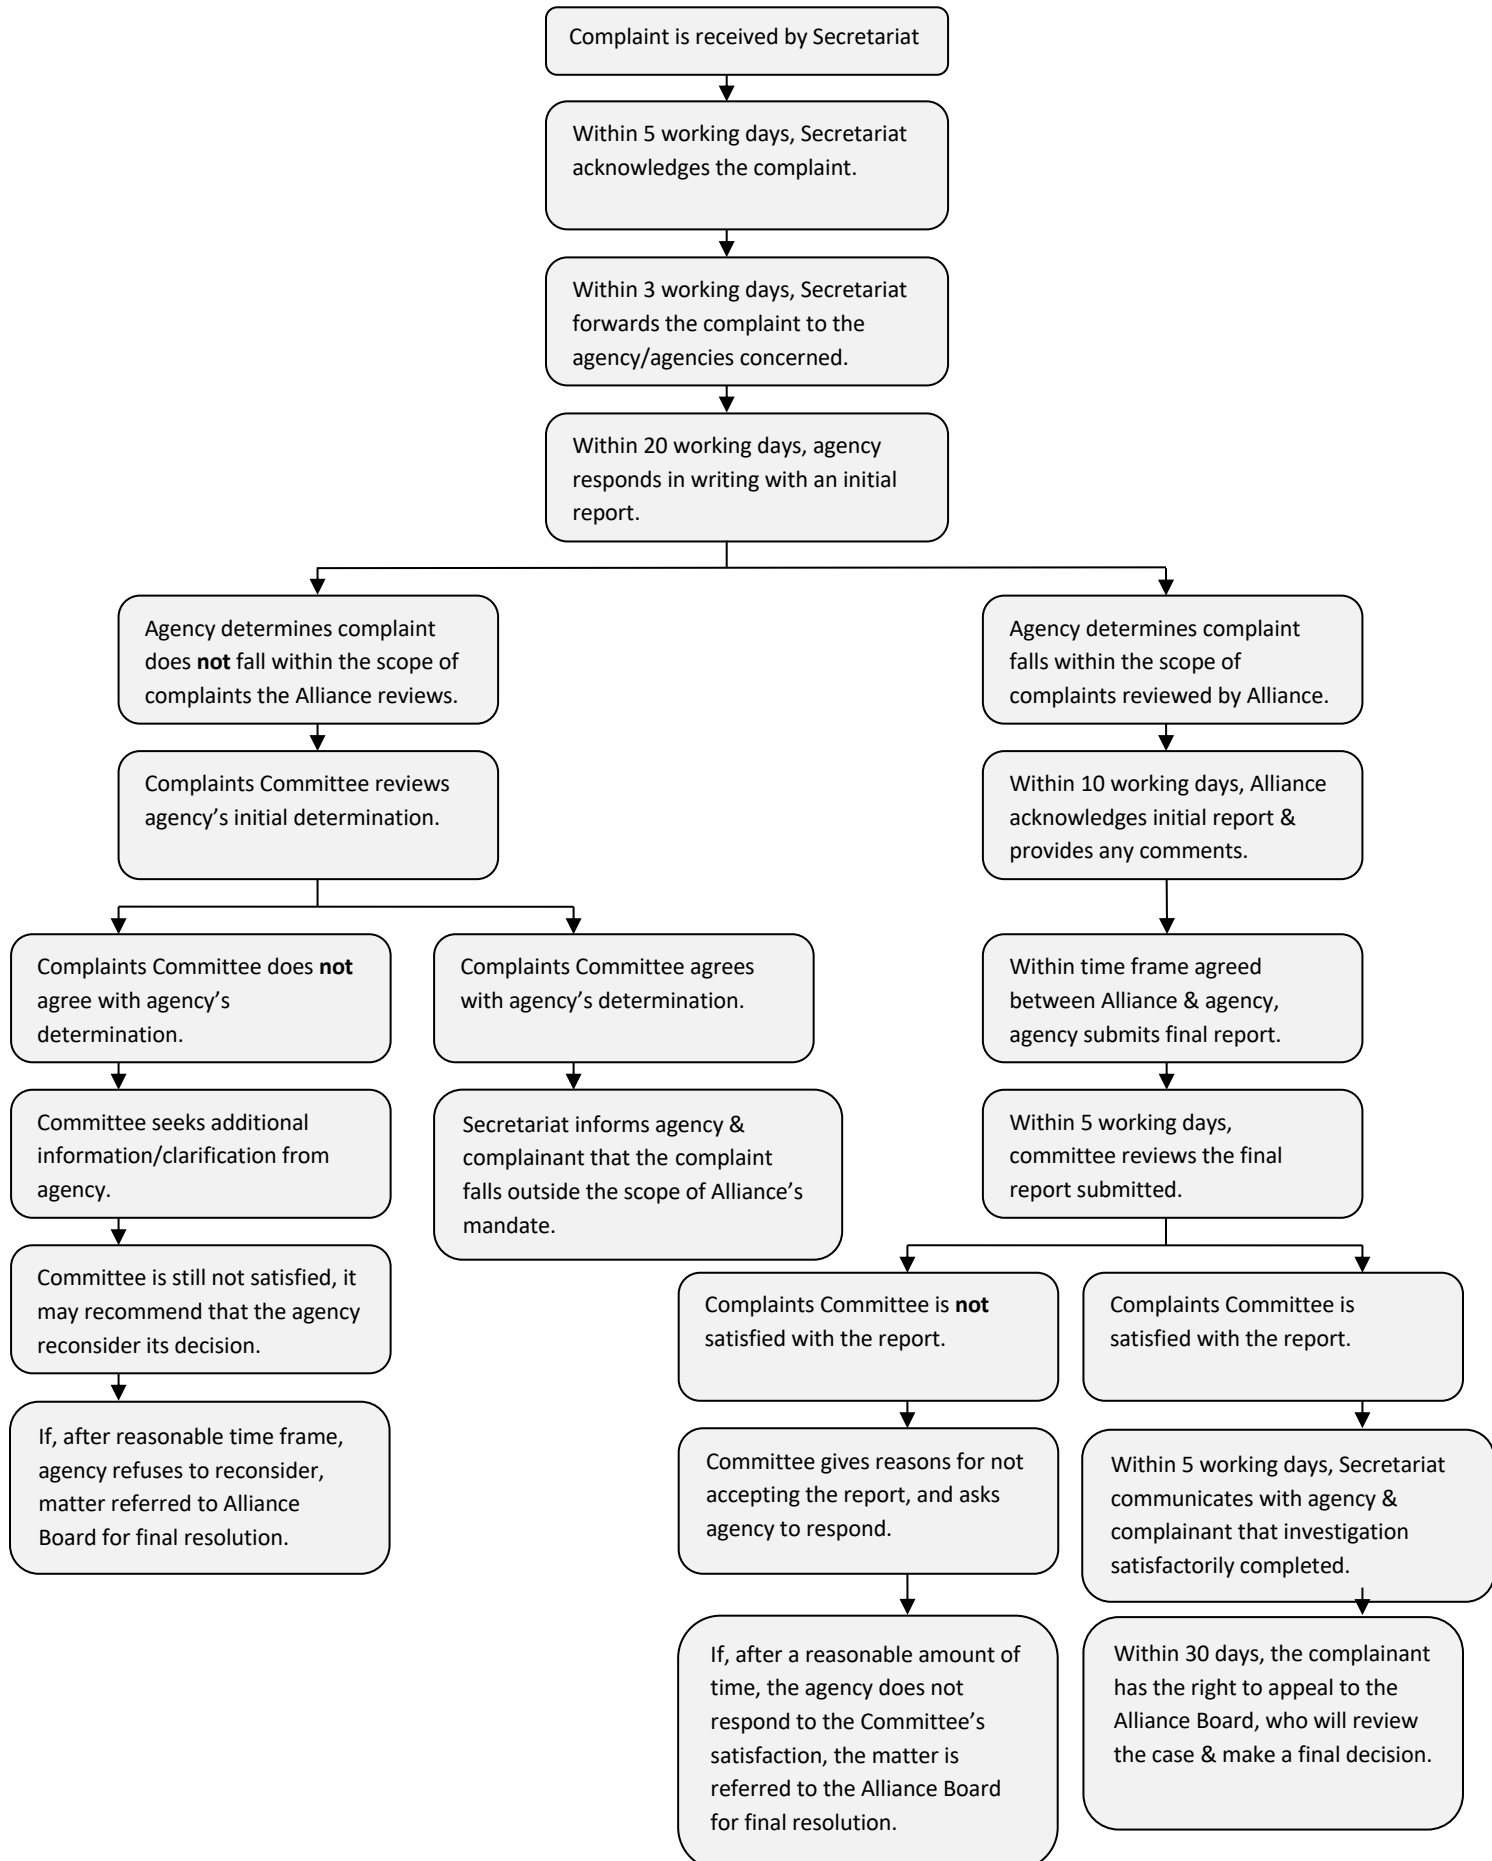 Complaint is received by Secretariat
Within 5 working days, Secretariat
acknowledges the complaint.
Within 3 working days, Secretariat
forwards the complaint to the
agency/agencies concerned.
Within 20 working days, agency
responds in writing with an initial
report.
Agency determines complaint
does not fall within the scope of
complaints the Alliance reviews.
Complaints Committee reviews
agency’s initial determination.
Complaints Committee does not
agree with agency’s
determination.
Committee seeks additional
information/clarification from
agency.
Committee is still not satisfied, it
may recommend that the agency
reconsider its decision.
If, after reasonable time frame,
agency refuses to reconsider,
matter referred to Alliance
Board for final resolution.
Complaints Committee agrees
with agency’s determination.
Secretariat informs agency &
complainant that the complaint
falls outside the scope of Alliance’s
mandate.
Agency determines complaint
falls within the scope of
complaints reviewed by Alliance.
Within 10 working days, Alliance
acknowledges initial report &
provides any comments.
Within time frame agreed
between Alliance & agency,
agency submits final report.
Within 5 working days,
committee reviews the final
report submitted.
Complaints Committee is not
satisfied with the report.
Committee gives reasons for not
accepting the report, and asks
agency to respond.
If, after a reasonable amount of
time, the agency does not
respond to the Committee’s
satisfaction, the matter is
referred to the Alliance Board
for final resolution.
Complaints Committee is
satisfied with the report.
Within 5 working days, Secretariat
communicates with agency &
complainant that investigation
satisfactorily completed.
Within 30 days, the complainant
has the right to appeal to the
Alliance Board, who will review
the case & make a final decision.